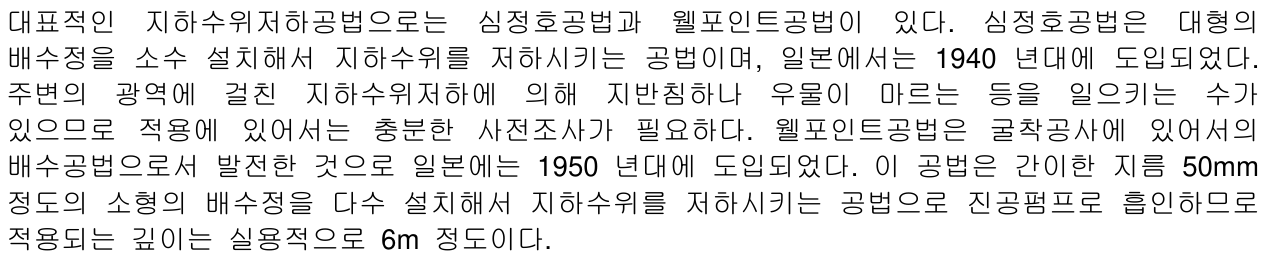 대표적인 지하수위저하공법으로는 심정호공법과 웰포인트공법이 있다. 심정호공법은 대형의
배수정을 소수 설치해서 지하수위를 저하시키는 공법이며, 일본에서는 1940 년대에 도입되었다.
주변의 광역에 걸친 지하수위저하에 의해 지반침하나 우물이 마르는 등을 일으키는 수가
있으므로 적용에 있어서는 충분한 사전조사가 필요하다. 웰포인트공법은 굴착공사에 있어서의
배수공법으로서 발전한 것으로 일본에는 1950 년대에 도입되었다. 이 공법은 간이한 지름 50mm
정도의 소형의 배수정을 다수 설치해서 지하수위를 저하시키는 공법으로 진공펌프로 흡인하므로
적용되는 깊이는 실용적으로 6m 정도이다.